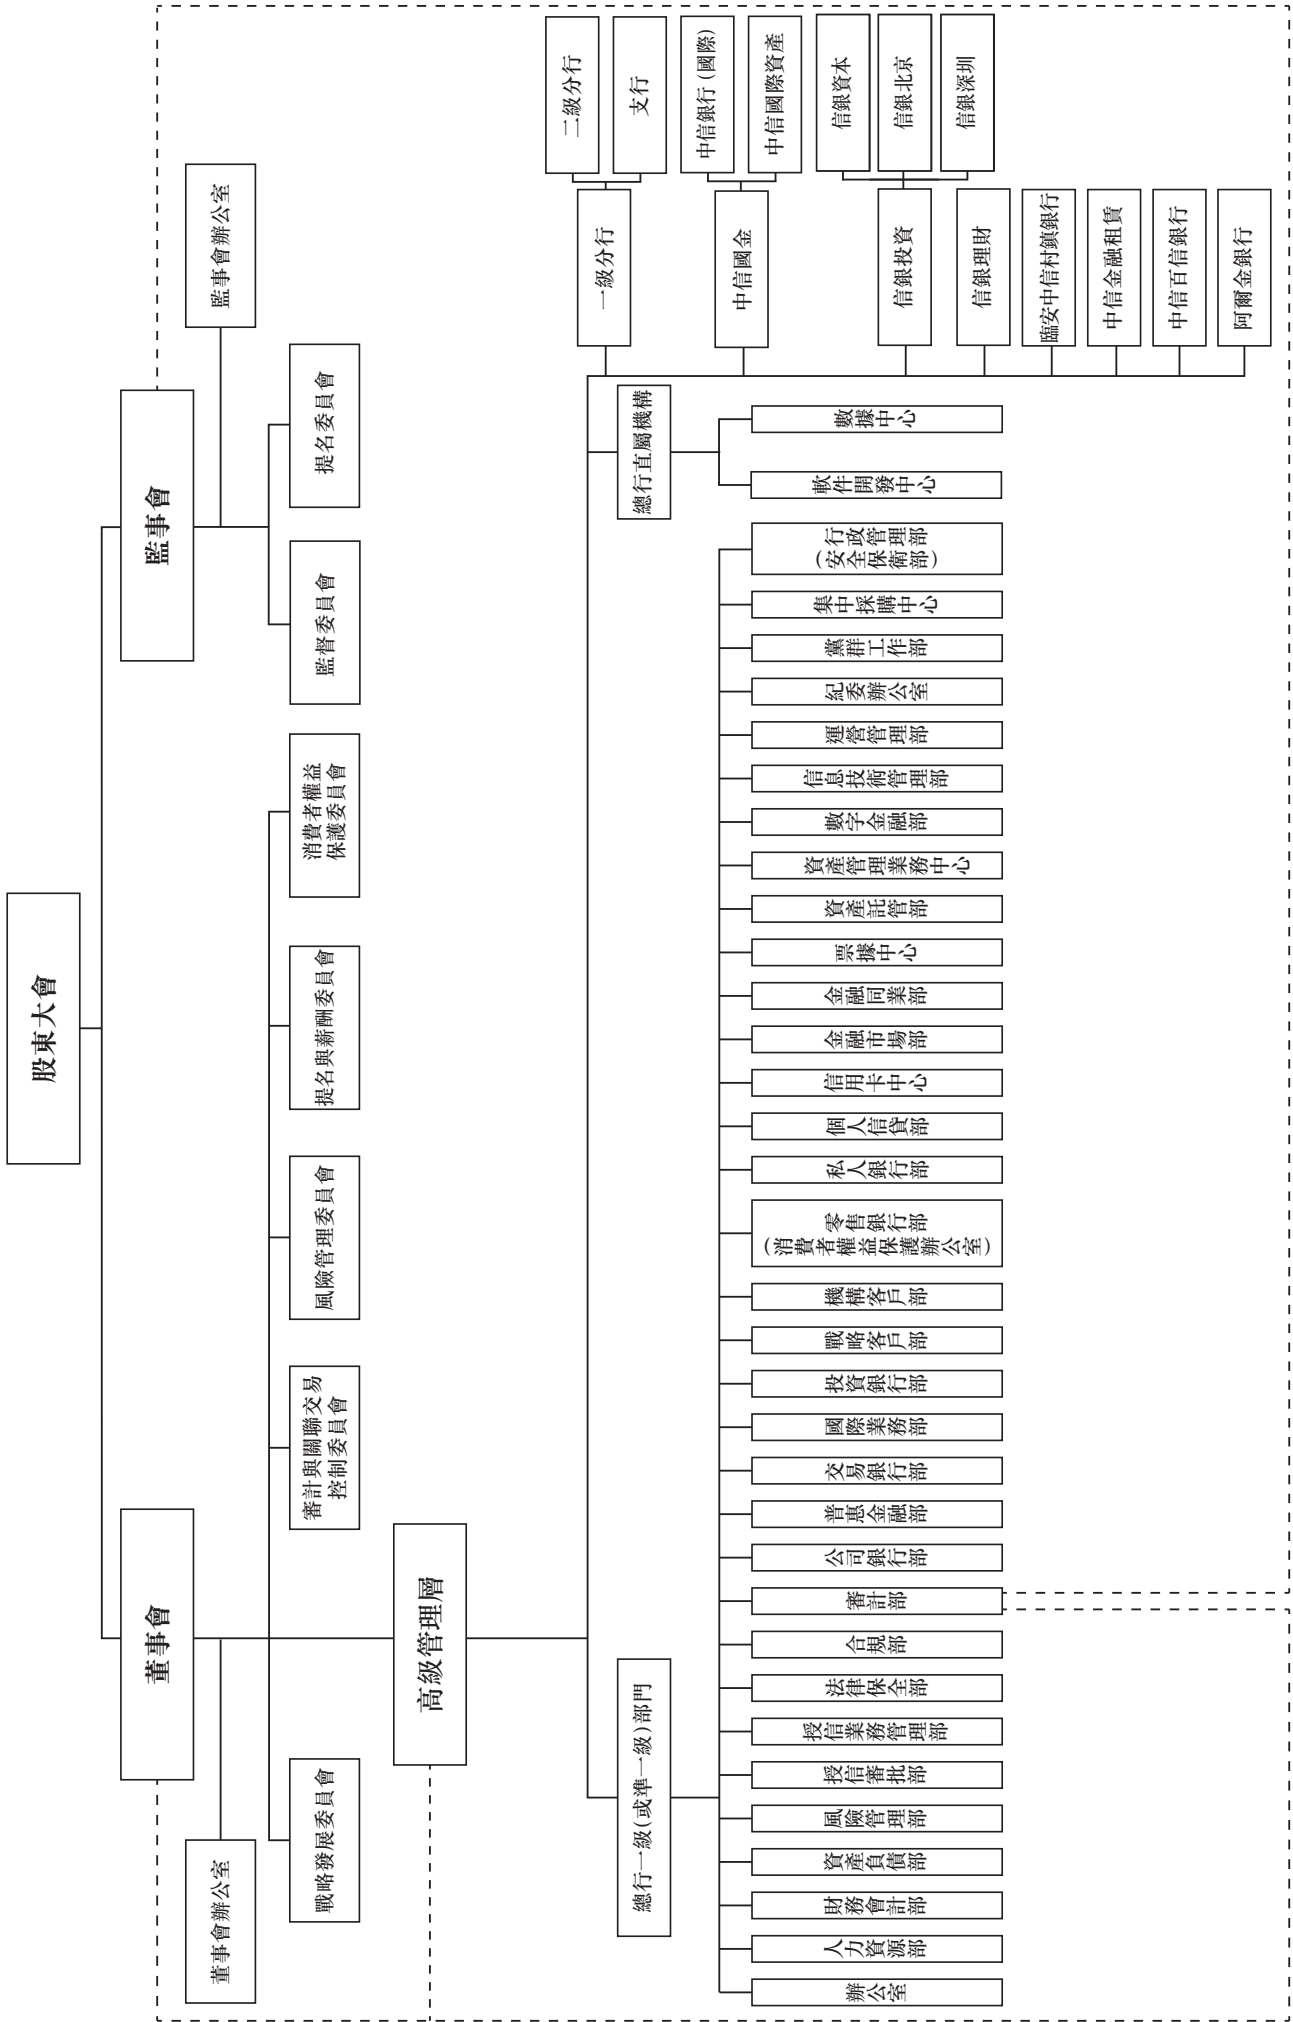 股東大會
董事會
監事會
董事會辦公室
監事會辦公室
戰略發展委員會
審計與關聯交易
控制委員會
風險管理委員會
提名與薪酬委員會
消費者權益
保護委員會
監督委員會
提名委員會
高級管理層
總行一級(或準一級)部門
總行直屬機構
辦公室
人力資源部
財務會計部
資產負債部
風險管理部
授信審批部
授信業務管理部
法律保全部
合規部
審計部
公司銀行部
普惠金融部
交易銀行部
國際業務部
投資銀行部
戰略客戶部
機構客戶部
零售銀行部
(消費者權益保護辦公室)
私人銀行部
個人信貸部
信用卡中心
金融市場部
金融同業部
票據中心
資產託管部
資產管理業務中心
數字金融部
信息技術管理部
運營管理部
紀委辦公室
黨群工作部
集中採購中心
行政管理部
(安全保衛部)
軟件開發中心
數據中心
一級分行
二級分行
支行
中信國金
中信銀行(國際)
中信國際資產
信銀投資
信銀資本
信銀北京
信銀深圳
信銀理財
臨安中信村鎮銀行
中信金融租賃
中信百信銀行
阿爾金銀行